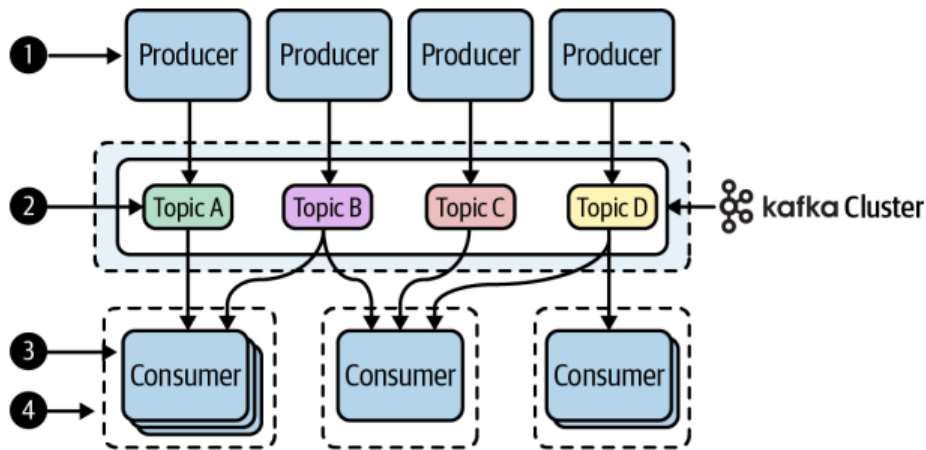 1
Producer
Producer
Producer
Producer
2
Topic A
Topic B
Topic C
Topic D
kafka Cluster
3
Consumer
Consumer
Consumer
4